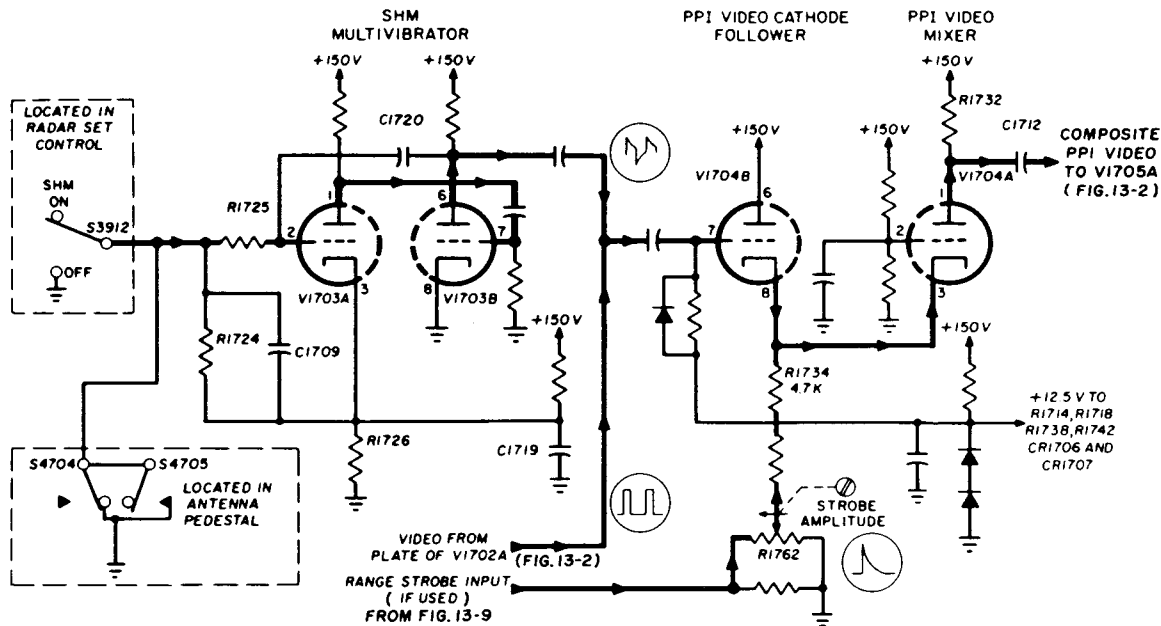 SHM
MULTIVIBRATOR
PPI VIDEO CATHODE
FOLLOWER
PPI VIDEO
MIXER
+150V
+150V
+150V
R1732
C1712
COMPOSITE
PPI VIDEO
TO V1705A
(FIG. 13-2)
LOCATED IN
RADAR SET
CONTROL
SHM
ON
S3912
OFF
C1720
+150V
+150V
R1725
1
2
3
V1703A
6
7
8
V1703B
V1704B
6
7
8
V1704A
1
2
3
R1724
C1709
+150V
+150V
R1734
4.7K
R1726
C1719
+12.5 V TO
R1714, R1718
R1738, R1742
CR1706 AND
CR1707
S4704
S4705
LOCATED IN
ANTENNA
PEDESTAL
STROBE
AMPLITUDE
VIDEO FROM
PLATE OF V1702A (FIG. 13-2)
R1762
RANGE STROBE INPUT
( IF USED )
FROM FIG. 13-9